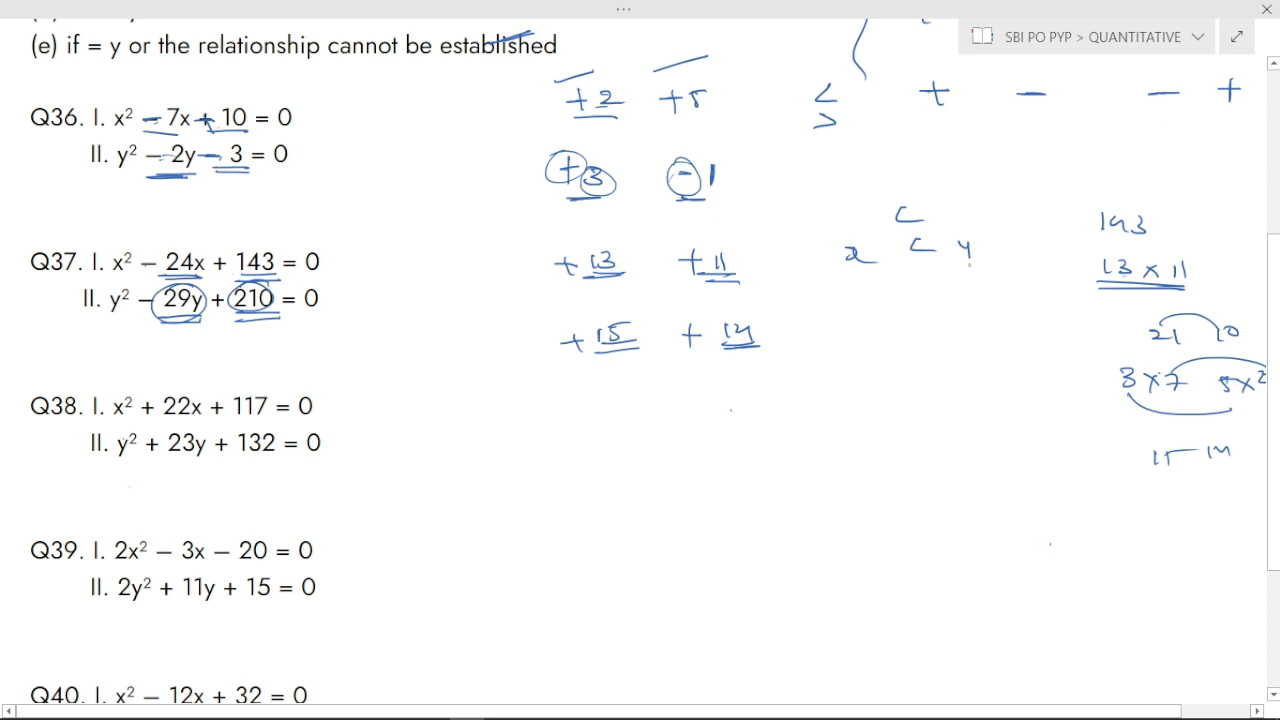 SBI PO PYP > QUANTITATIVE
(e) if = y or the relationship cannot be established
+2 +5 < + − − +
>
Q36. I. x² − 7x + 10 = 0
II. y² − 2y − 3 = 0
+3 −1
143
x < y
Q37. I. x² − 24x + 143 = 0
+13 +11
13 × 11
II. y² − 29y + 210 = 0
+15 +14
21 10
3×7 5×2
Q38. I. x² + 22x + 117 = 0
II. y² + 23y + 132 = 0
15 14
Q39. I. 2x² − 3x − 20 = 0
II. 2y² + 11y + 15 = 0
Q40. I. x² − 12x + 32 = 0